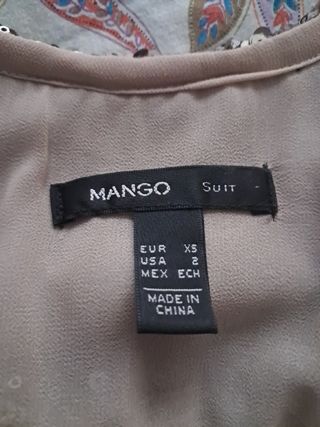 MANGO SUIT
EUR XS
USA 2
MEX ECH
MADE IN
CHINA